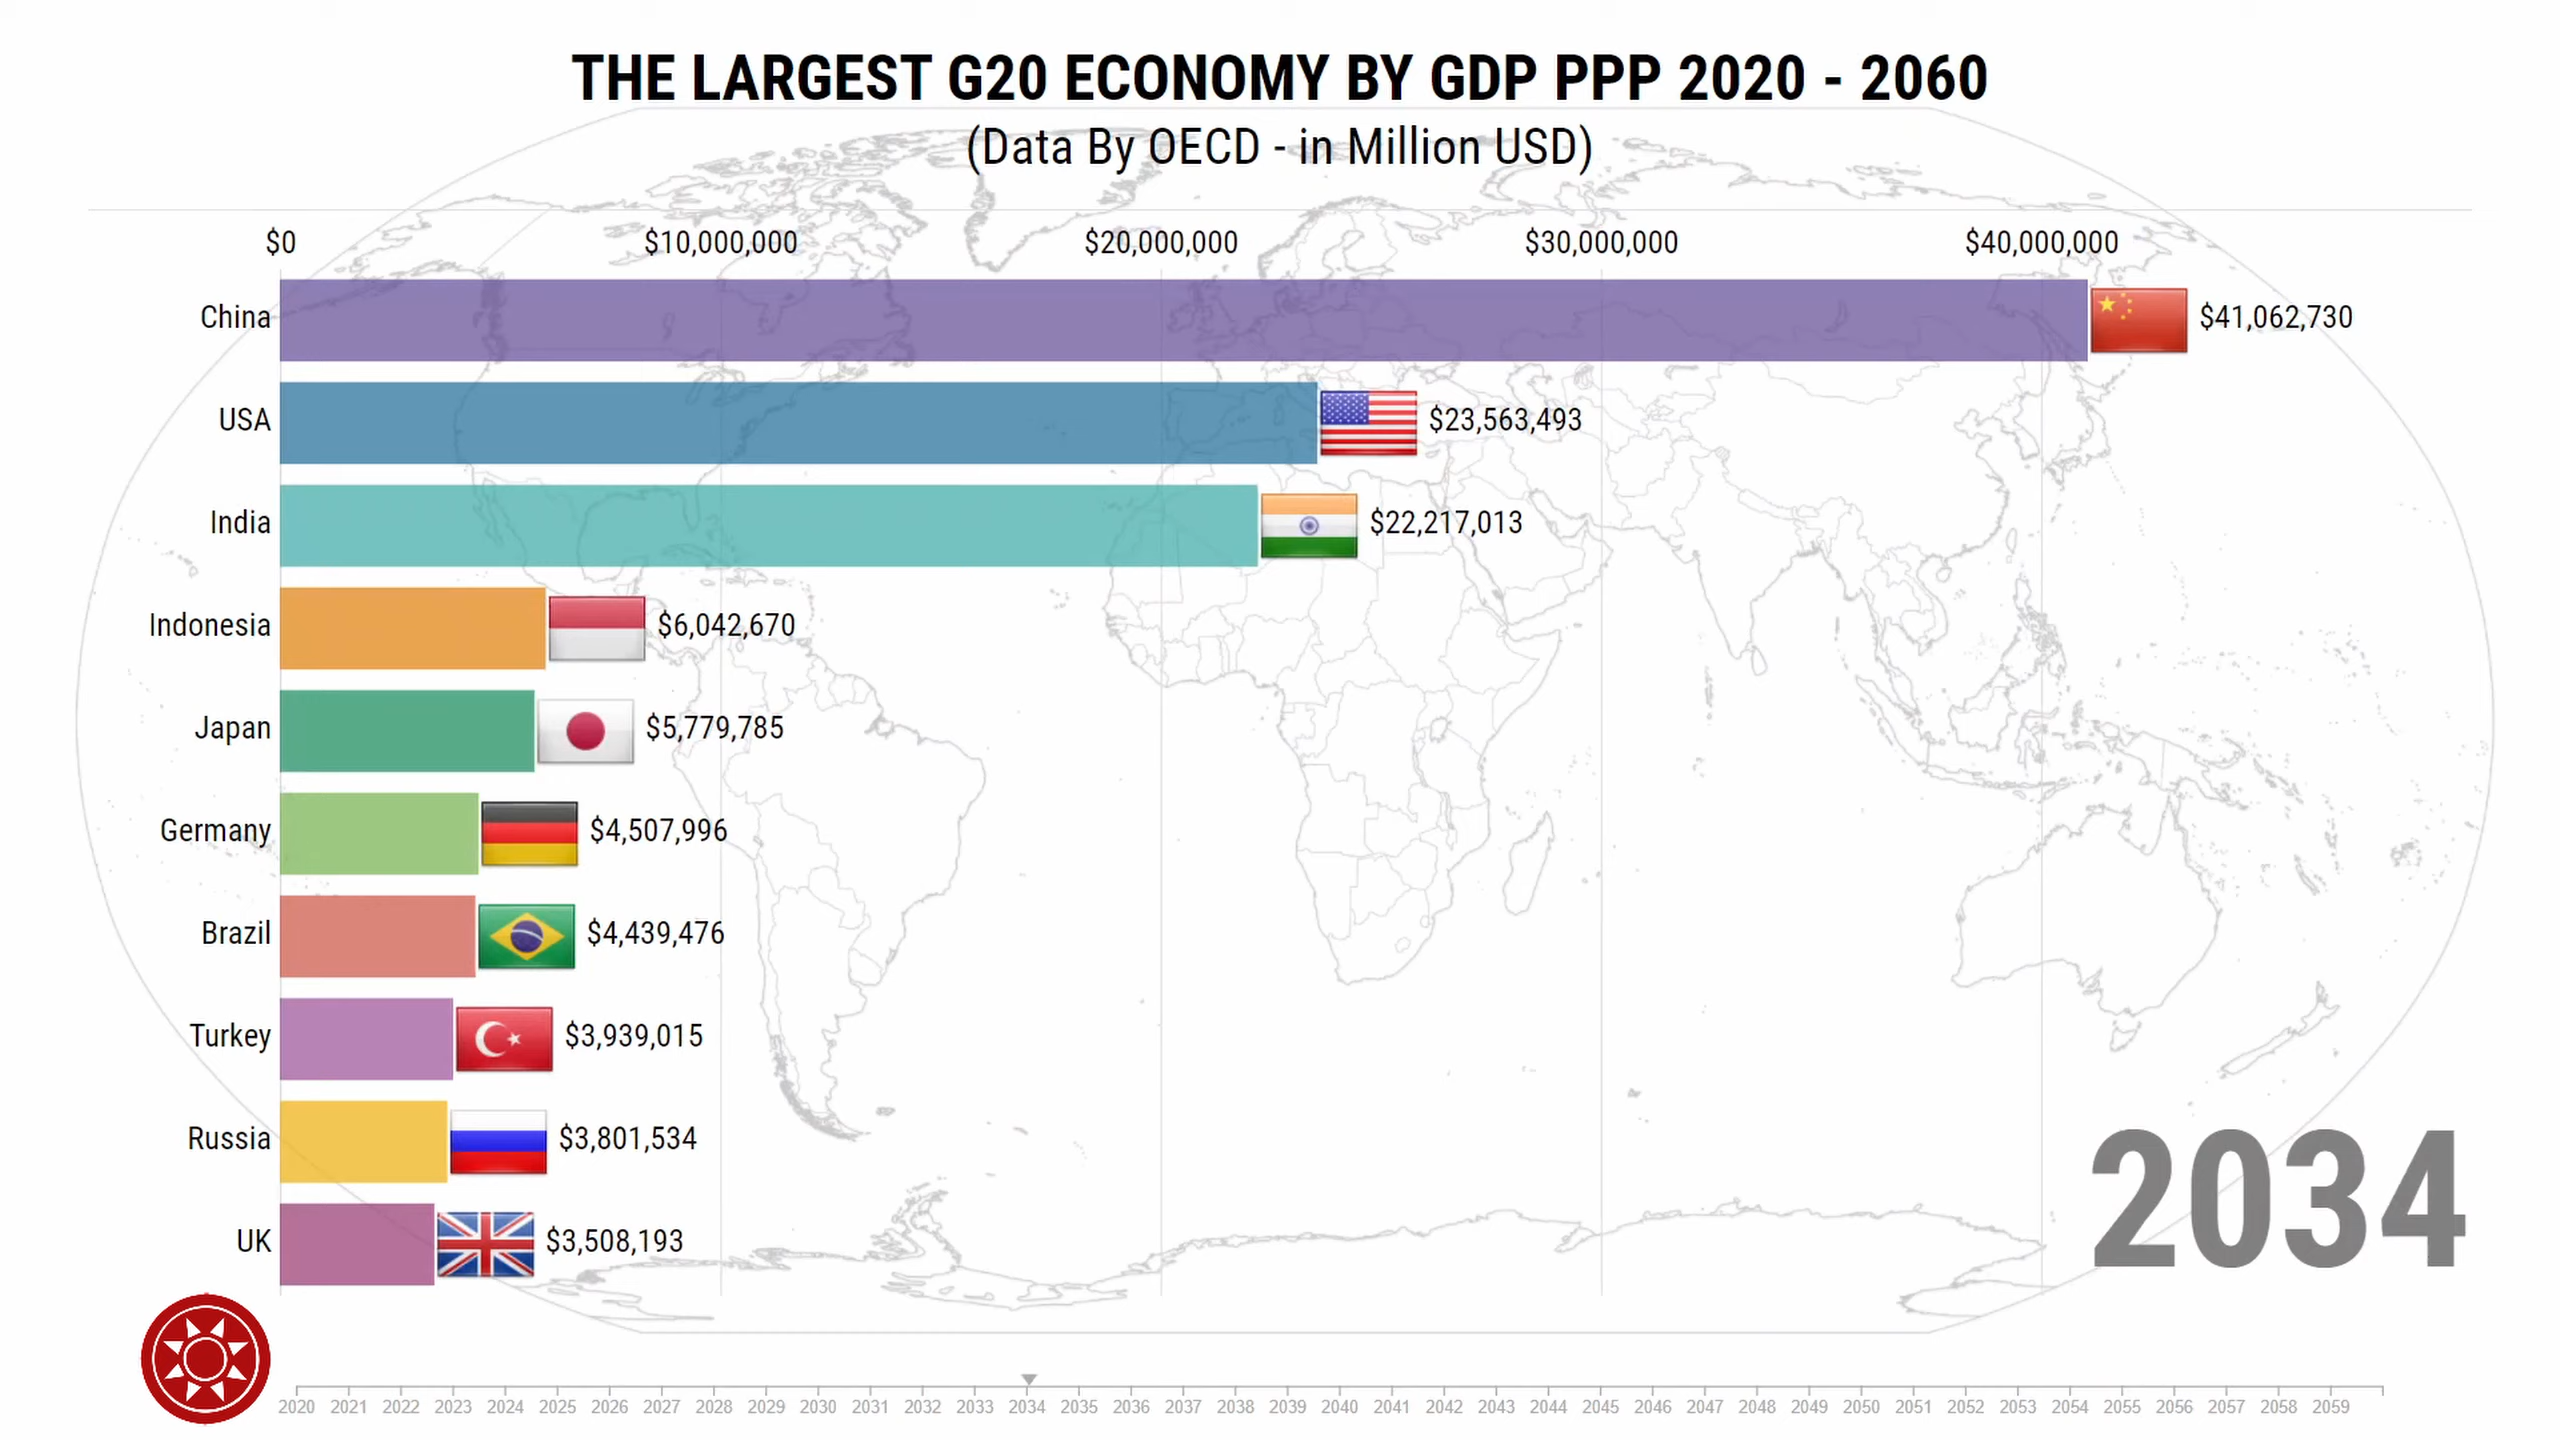 THE LARGEST G20 ECONOMY BY GDP PPP 2020 - 2060
(Data By OECD - in Million USD)
$0 $10,000,000 $20,000,000 $30,000,000 $40,000,000
China $41,062,730
USA $23,563,493
India $22,217,013
Indonesia $6,042,670
Japan $5,779,785
Germany $4,507,996
Brazil $4,439,476
Turkey $3,939,015
Russia $3,801,534
UK $3,508,193
2034
2020 2021 2022 2023 2024 2025 2026 2027 2028 2029 2030 2031 2032 2033 2034 2035 2036 2037 2038 2039 2040 2041 2042 2043 2044 2045 2046 2047 2048 2049 2050 2051 2052 2053 2054 2055 2056 2057 2058 2059